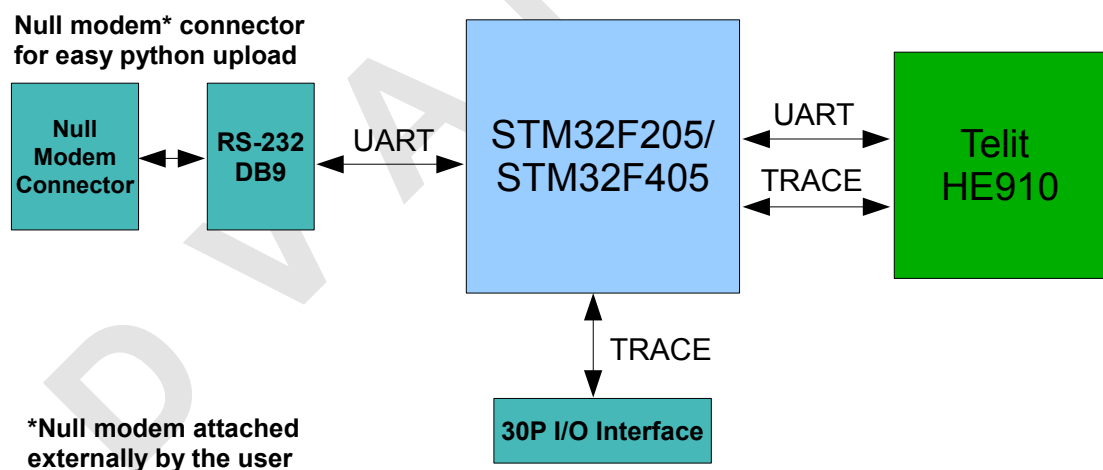 Null modem* connector
for easy python upload
Null
Modem
Connector
RS-232
DB9
UART
STM32F205/
STM32F405
UART
TRACE
Telit
HE910
TRACE
30P I/O Interface
*Null modem attached
externally by the user
D V A